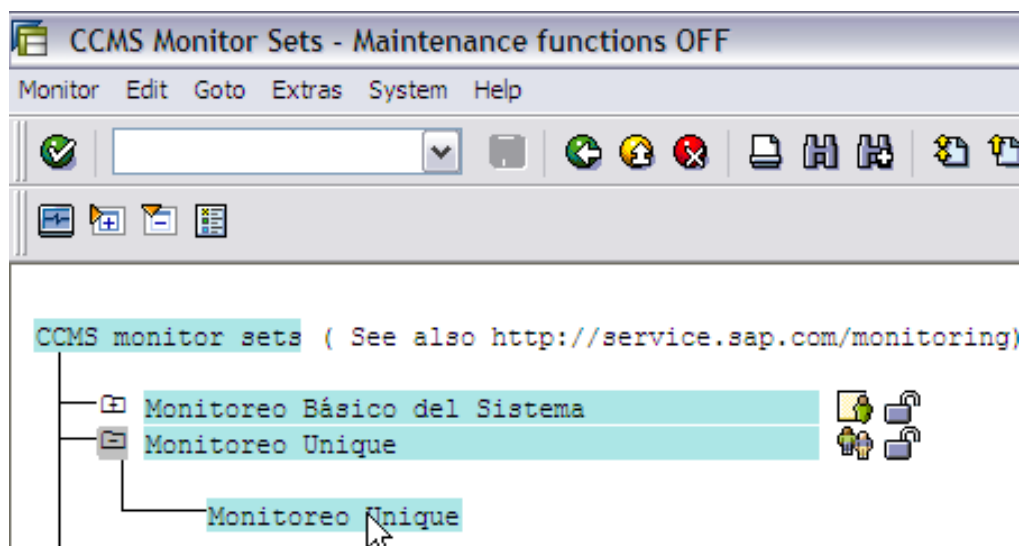 CCMS Monitor Sets - Maintenance functions OFF
Monitor Edit Goto Extras System Help
CCMS monitor sets ( See also http://service.sap.com/monitoring)
Monitoreo Básico del Sistema
Monitoreo Unique
Monitoreo Unique